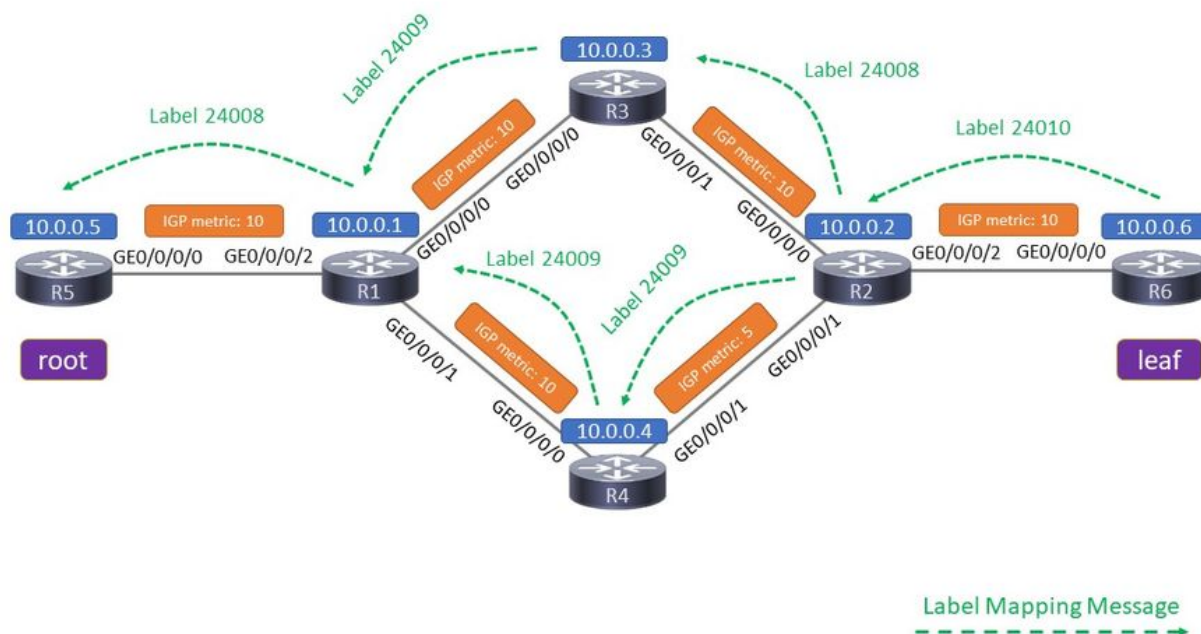 10.0.0.3
R3
Label 24009
Label 24008
Label 24008
Label 24010
IGP metric: 10
GE0/0/0/0
GE0/0/0/1
IGP metric: 10
10.0.0.5
IGP metric: 10
10.0.0.1
GE0/0/0/0
GE0/0/0/0
10.0.0.2
IGP metric: 10
10.0.0.6
R5
GE0/0/0/0
GE0/0/0/2
R1
R2
GE0/0/0/2
GE0/0/0/0
R6
root
Label 24009
Label 24009
leaf
GE0/0/0/1
IGP metric: 10
IGP metric: 5
GE0/0/0/1
GE0/0/0/0
10.0.0.4
GE0/0/0/1
R4
Label Mapping Message